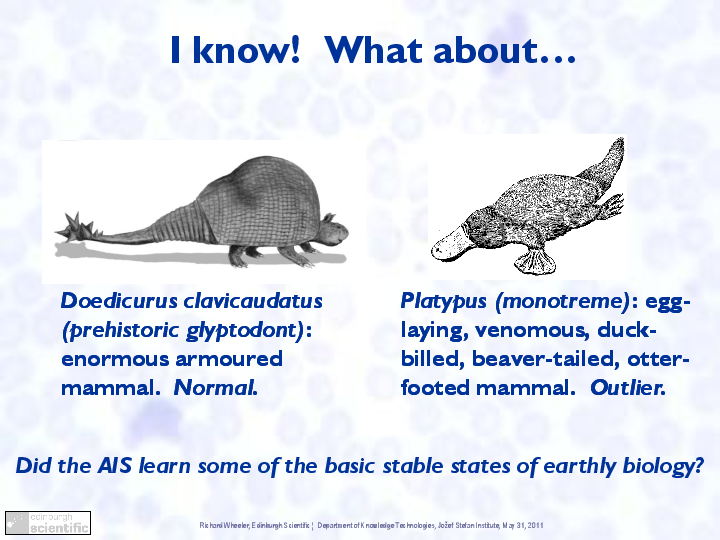 I know!  What about…
Doedicurus clavicaudatus
(prehistoric glyptodont):
enormous armoured
mammal.  Normal.
Platypus (monotreme): egg-
laying, venomous, duck-
billed, beaver-tailed, otter-
footed mammal.  Outlier.
Did the AIS learn some of the basic stable states of earthly biology?
edinburgh
scientific
Richard Wheeler, Edinburgh Scientific ¦ Department of Knowledge Technologies, Jožef Stefan Institute, May 31, 2011